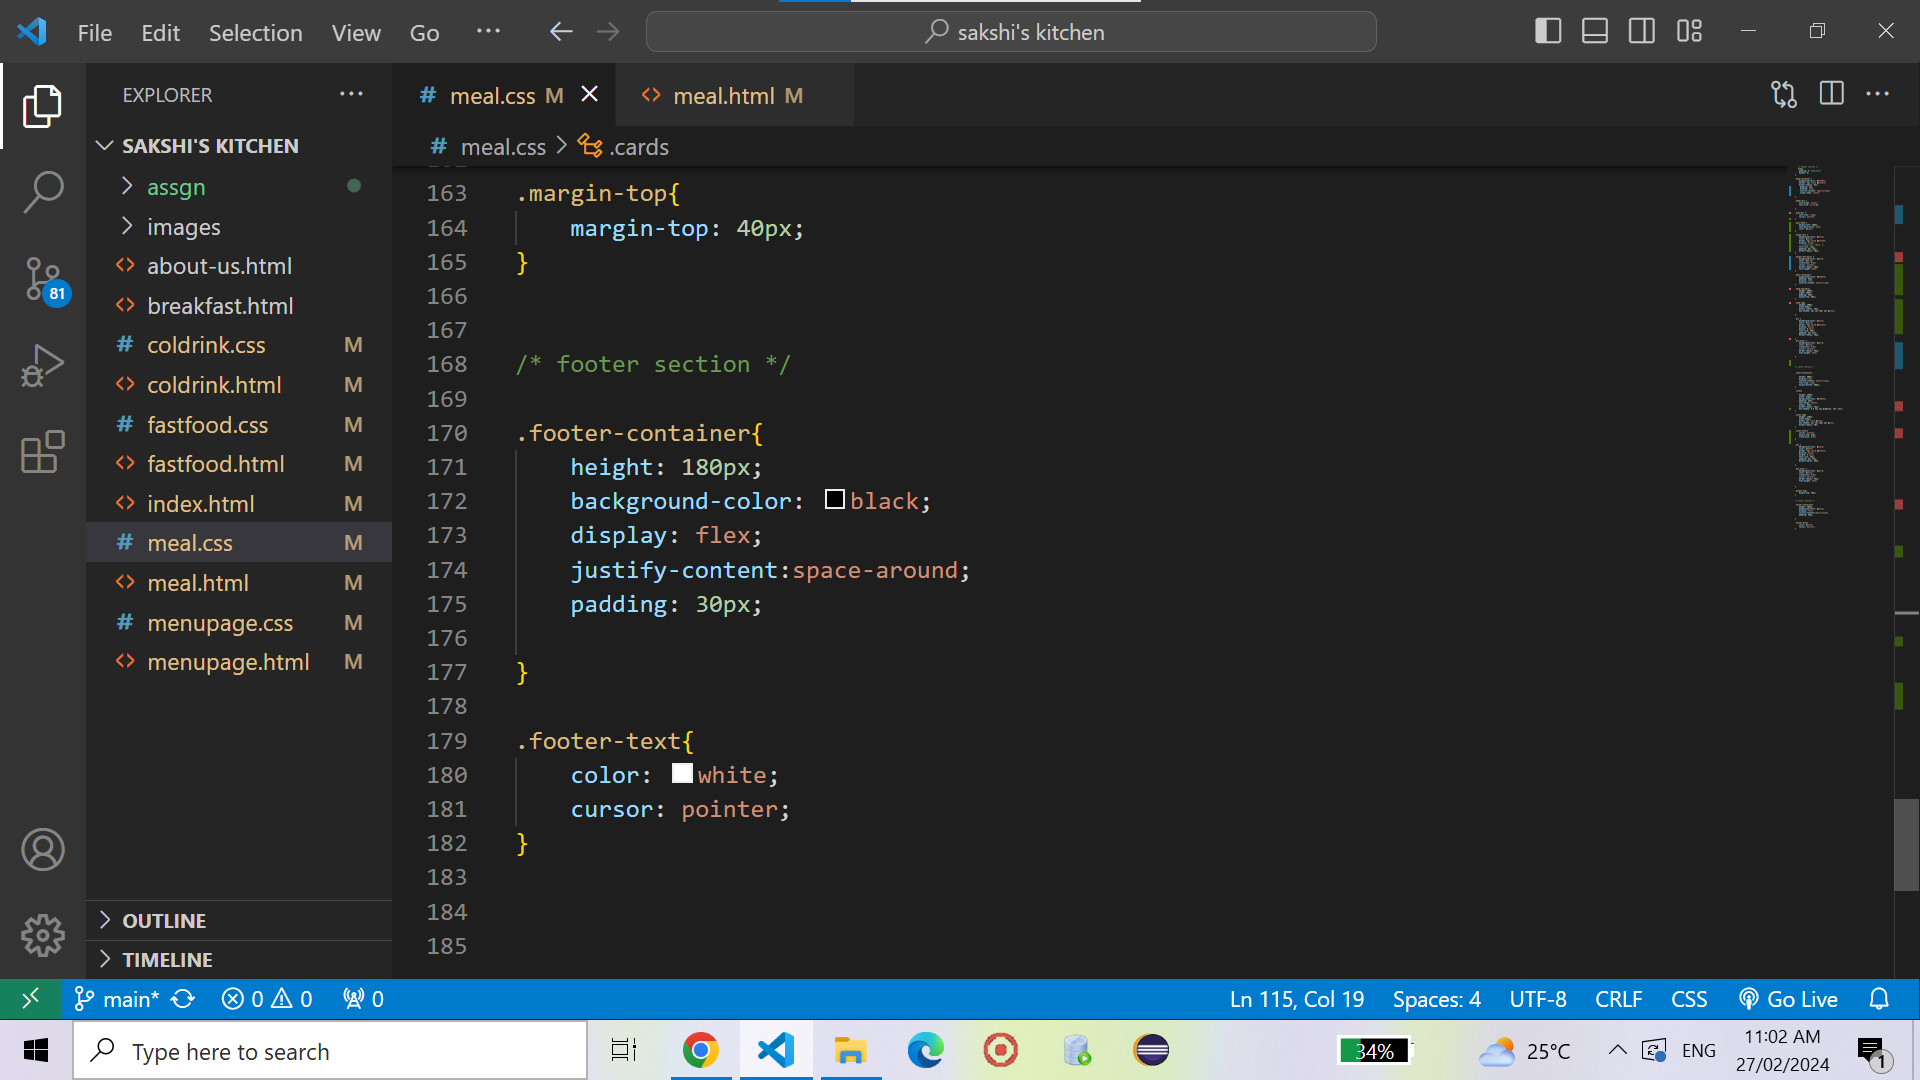 File Edit Selection View Go ··· sakshi's kitchen
EXPLORER ···
SAKSHI'S KITCHEN
assgn
images
about-us.html
breakfast.html
# coldrink.css M
coldrink.html M
# fastfood.css M
fastfood.html M
index.html M
# meal.css M
meal.html M
# menupage.css M
menupage.html M
OUTLINE
TIMELINE
81
# meal.css M
meal.html M
# meal.css > .cards
163 .margin-top{
164 margin-top: 40px;
165 }
166
167
168 /* footer section */
169
170 .footer-container{
171 height: 180px;
172 background-color: black;
173 display: flex;
174 justify-content:space-around;
175 padding: 30px;
176
177 }
178
179 .footer-text{
180 color: white;
181 cursor: pointer;
182 }
183
184
185
main* 0 0 0 Ln 115, Col 19 Spaces: 4 UTF-8 CRLF CSS Go Live
Type here to search 34% 25°C ENG 11:02 AM
27/02/2024 1